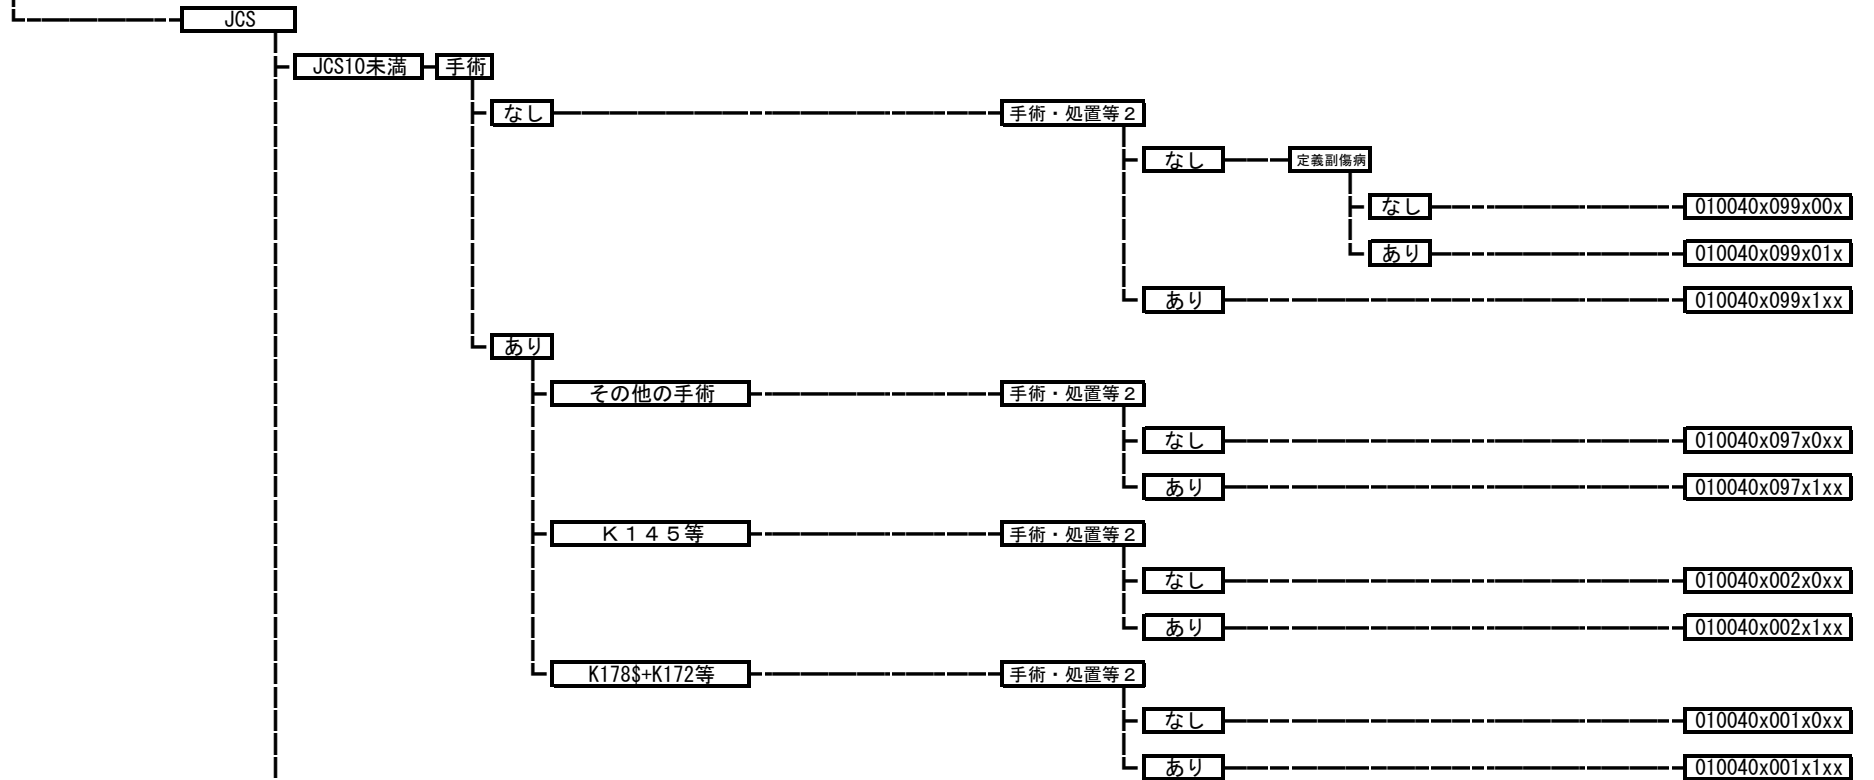 JCS
JCS10未満 手術
なし 手術・処置等２
なし 定義副傷病
なし 010040x099x00x
あり 010040x099x01x
あり 010040x099x1xx
あり
その他の手術 手術・処置等２
なし 010040x097x0xx
あり 010040x097x1xx
Ｋ１４５等 手術・処置等２
なし 010040x002x0xx
あり 010040x002x1xx
K178$+K172等 手術・処置等２
なし 010040x001x0xx
あり 010040x001x1xx